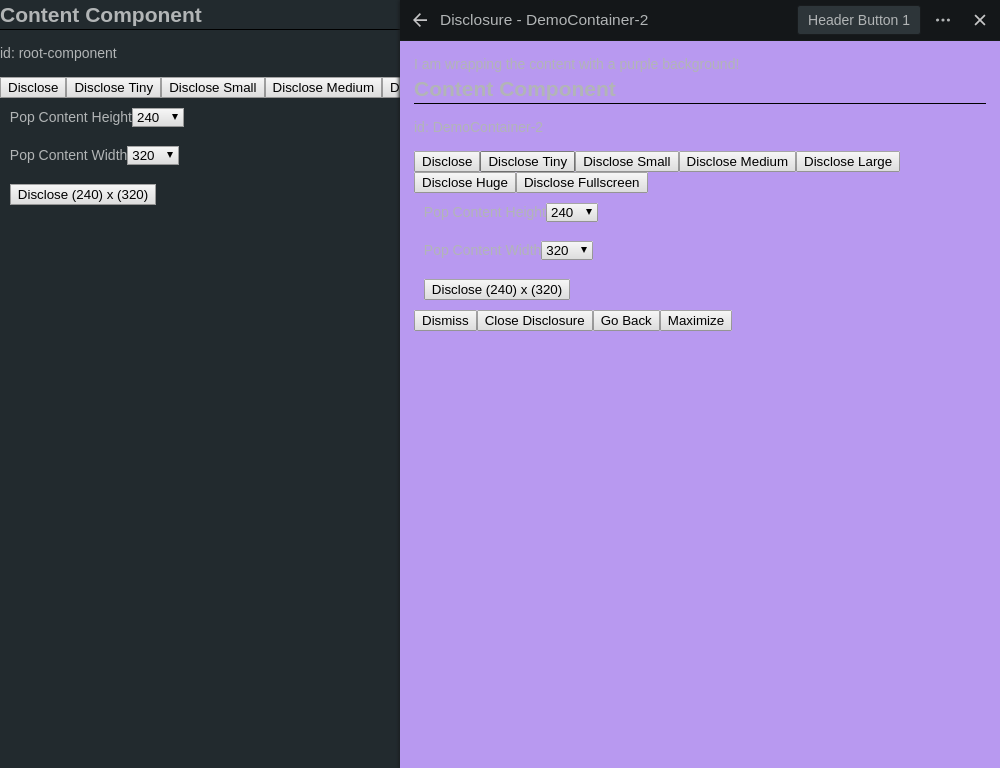 Content Component
id: root-component
Disclose Disclose Tiny Disclose Small Disclose Medium D
Pop Content Height 240
Pop Content Width 320
Disclose (240) x (320)
Disclosure - DemoContainer-2 Header Button 1
I am wrapping the content with a purple background!
Content Component
id: DemoContainer-2
Disclose Disclose Tiny Disclose Small Disclose Medium Disclose Large
Disclose Huge Disclose Fullscreen
Pop Content Height 240
Pop Content Width 320
Disclose (240) x (320)
Dismiss Close Disclosure Go Back Maximize